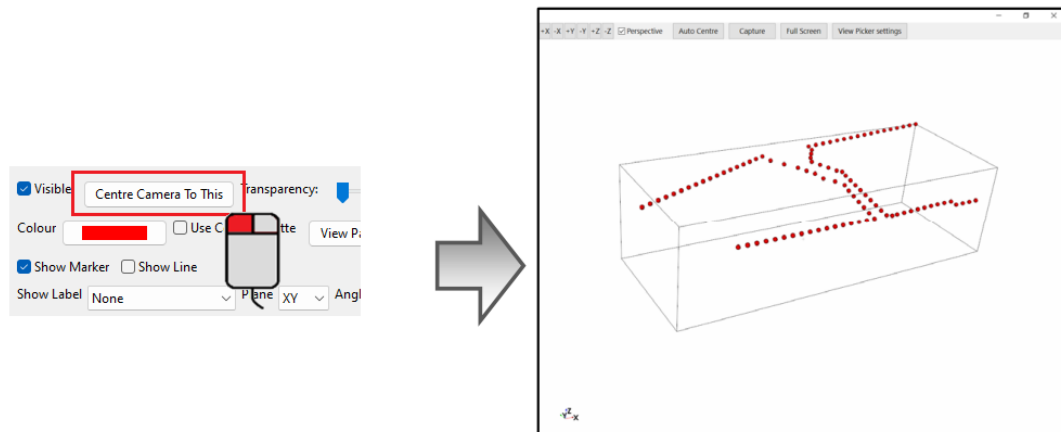 +X -X +Y -Y +Z -Z Perspective Auto Centre Capture Full Screen View Picker settings
Visible Centre Camera To This Transparency:
Colour Use C tte View Pa
Show Marker Show Line
Show Label None Plane XY Angl
Z
-Y -X